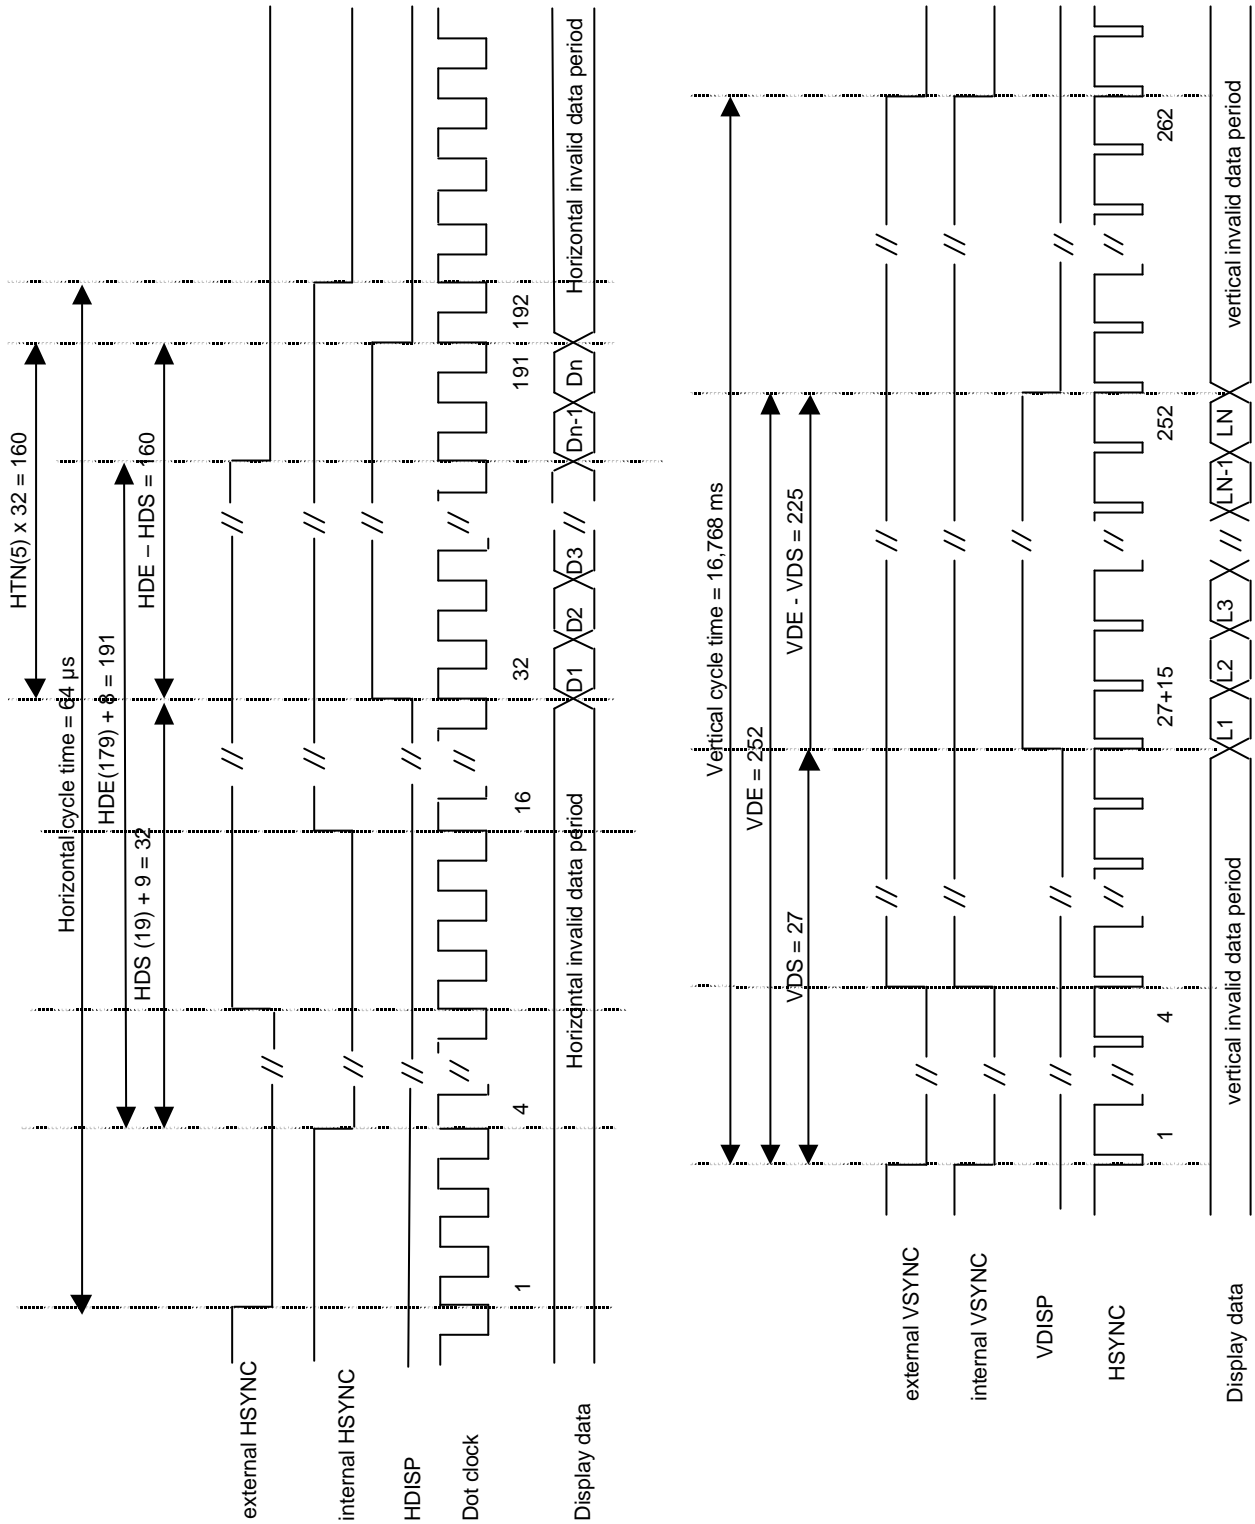 HTN(5) x 32 = 160
Horizontal cycle time = 64 µs
HDE(179) + 8 = 191
HDS (19) + 9 = 32
HDE – HDS = 160
external HSYNC
internal HSYNC
HDISP
Dot clock
1
4
16
32
191
192
Display data
Horizontal invalid data period
D1
D2
D3
Dn-1
Dn
Horizontal invalid data period
Vertical cycle time = 16,768 ms
VDE = 252
VDS = 27
VDE - VDS = 225
external VSYNC
internal VSYNC
VDISP
HSYNC
1
4
27+15
252
262
Display data
vertical invalid data period
L1
L2
L3
LN-1
LN
vertical invalid data period